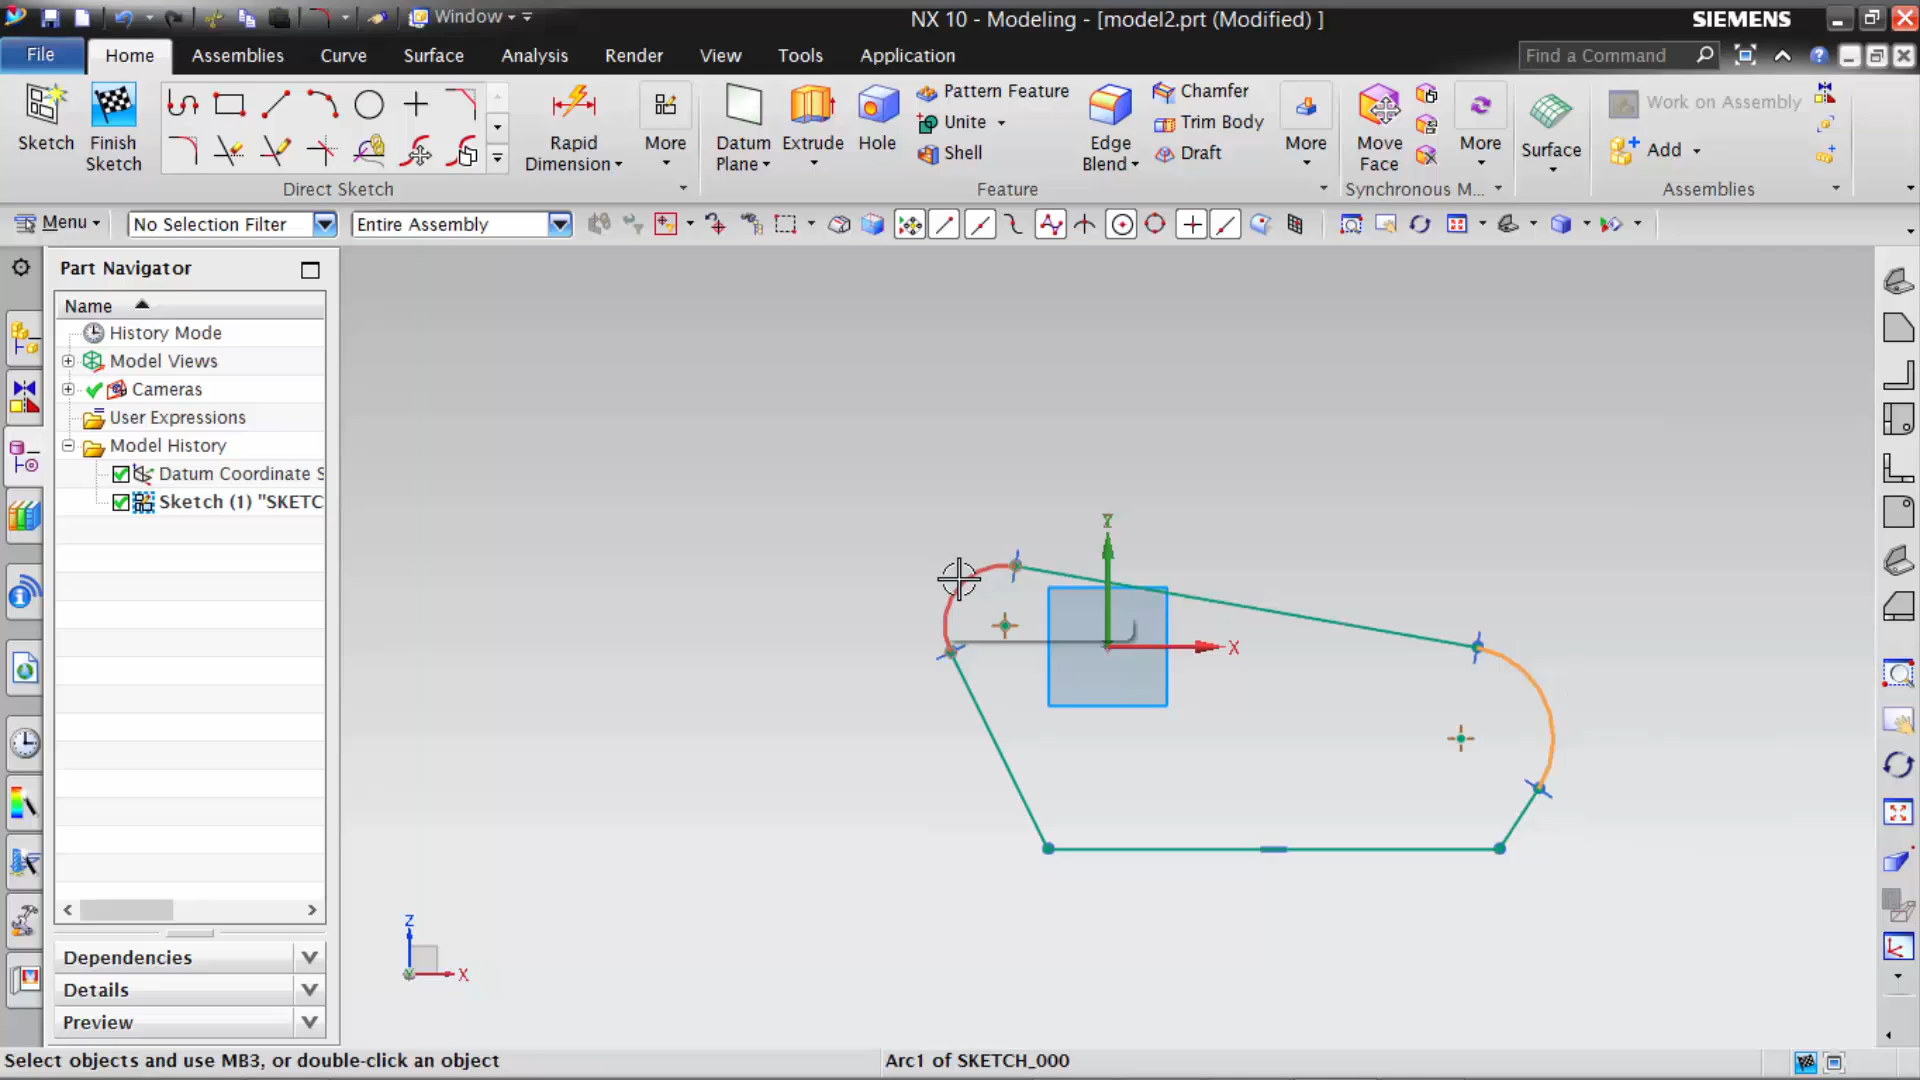 Window
NX 10 - Modeling - [model2.prt (Modified) ]
SIEMENS
File
Home
Assemblies
Curve
Surface
Analysis
Render
View
Tools
Application
Find a Command
Sketch
Finish
Sketch
Direct Sketch
Rapid
Dimension
More
Datum
Plane
Extrude
Hole
Pattern Feature
Unite
Shell
Edge
Blend
Chamfer
Trim Body
Draft
More
Feature
Move
Face
More
Synchronous M...
Surface
Work on Assembly
Add
Assemblies
Menu
No Selection Filter
Entire Assembly
Part Navigator
Name
History Mode
Model Views
Cameras
User Expressions
Model History
Datum Coordinate S
Sketch (1) "SKETC
Dependencies
Details
Preview
Y
X
Z
X
Select objects and use MB3, or double-click an object
Arc1 of SKETCH_000